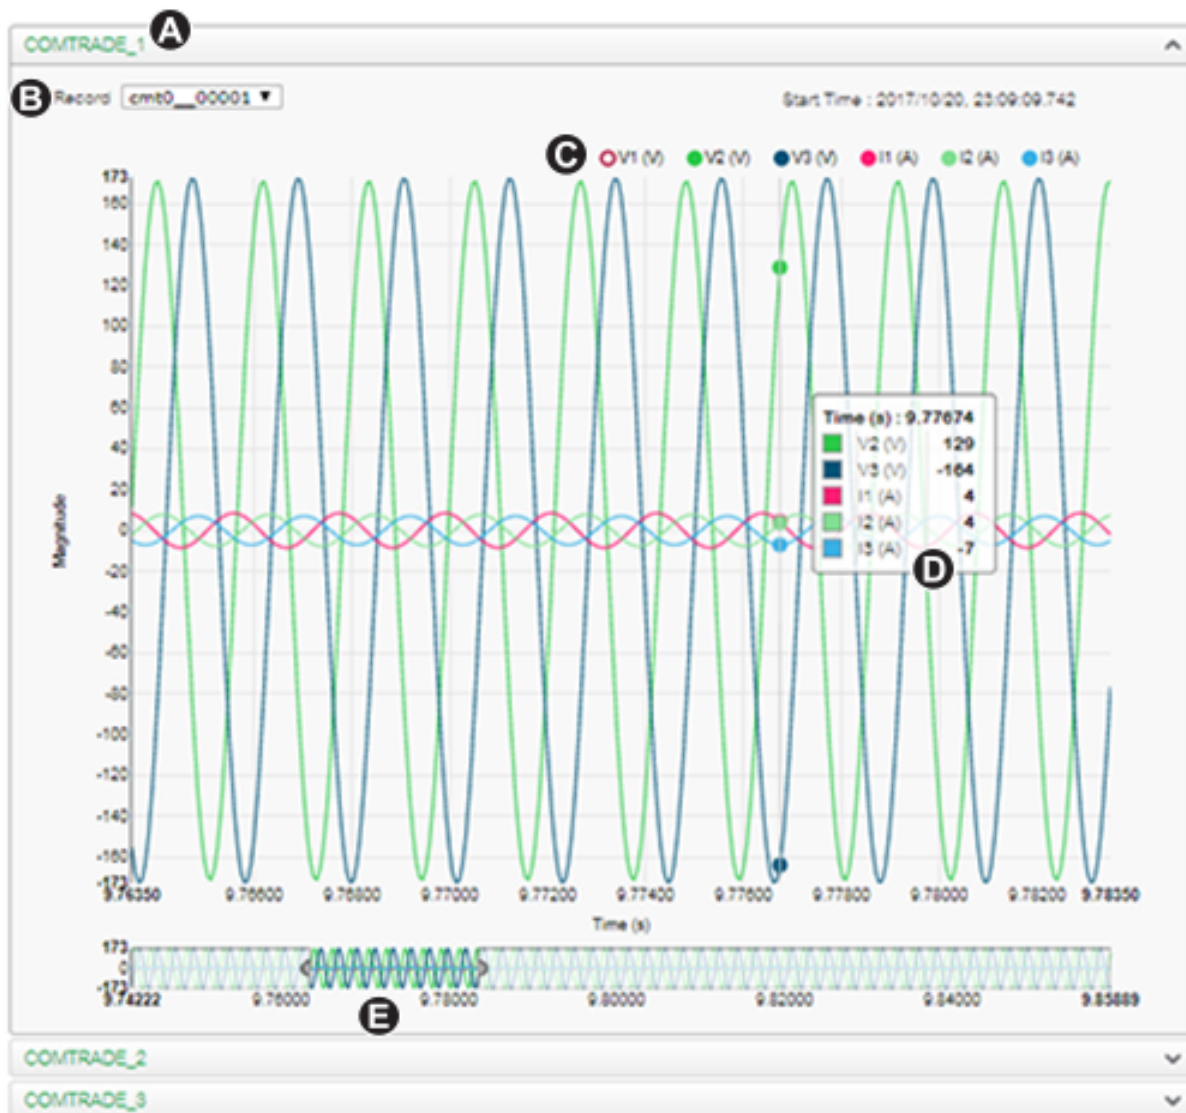 A
COMTRADE_1
B Record cmt0__00001 ▼
Start Time : 2017/10/20, 23:09:09.742
C V1 (V) V2 (V) V3 (V) I1 (A) I2 (A) I3 (A)
173
160
140
120
100
80
60
40
20
0
-20
-40
-60
-80
-100
-120
-140
-160
-173
Magnitude
Time (s) : 9.77674
V2 (V) 129
V3 (V) -164
I1 (A) 4
I2 (A) 4
I3 (A) -7
D
9.76350 9.76600 9.76800 9.77000 9.77200 9.77400 9.77600 9.77800 9.78000 9.78200 9.78350
Time (s)
173
0
-173
9.74222 9.76000 9.78000 9.80000 9.82000 9.84000 9.85889
E
COMTRADE_2
COMTRADE_3